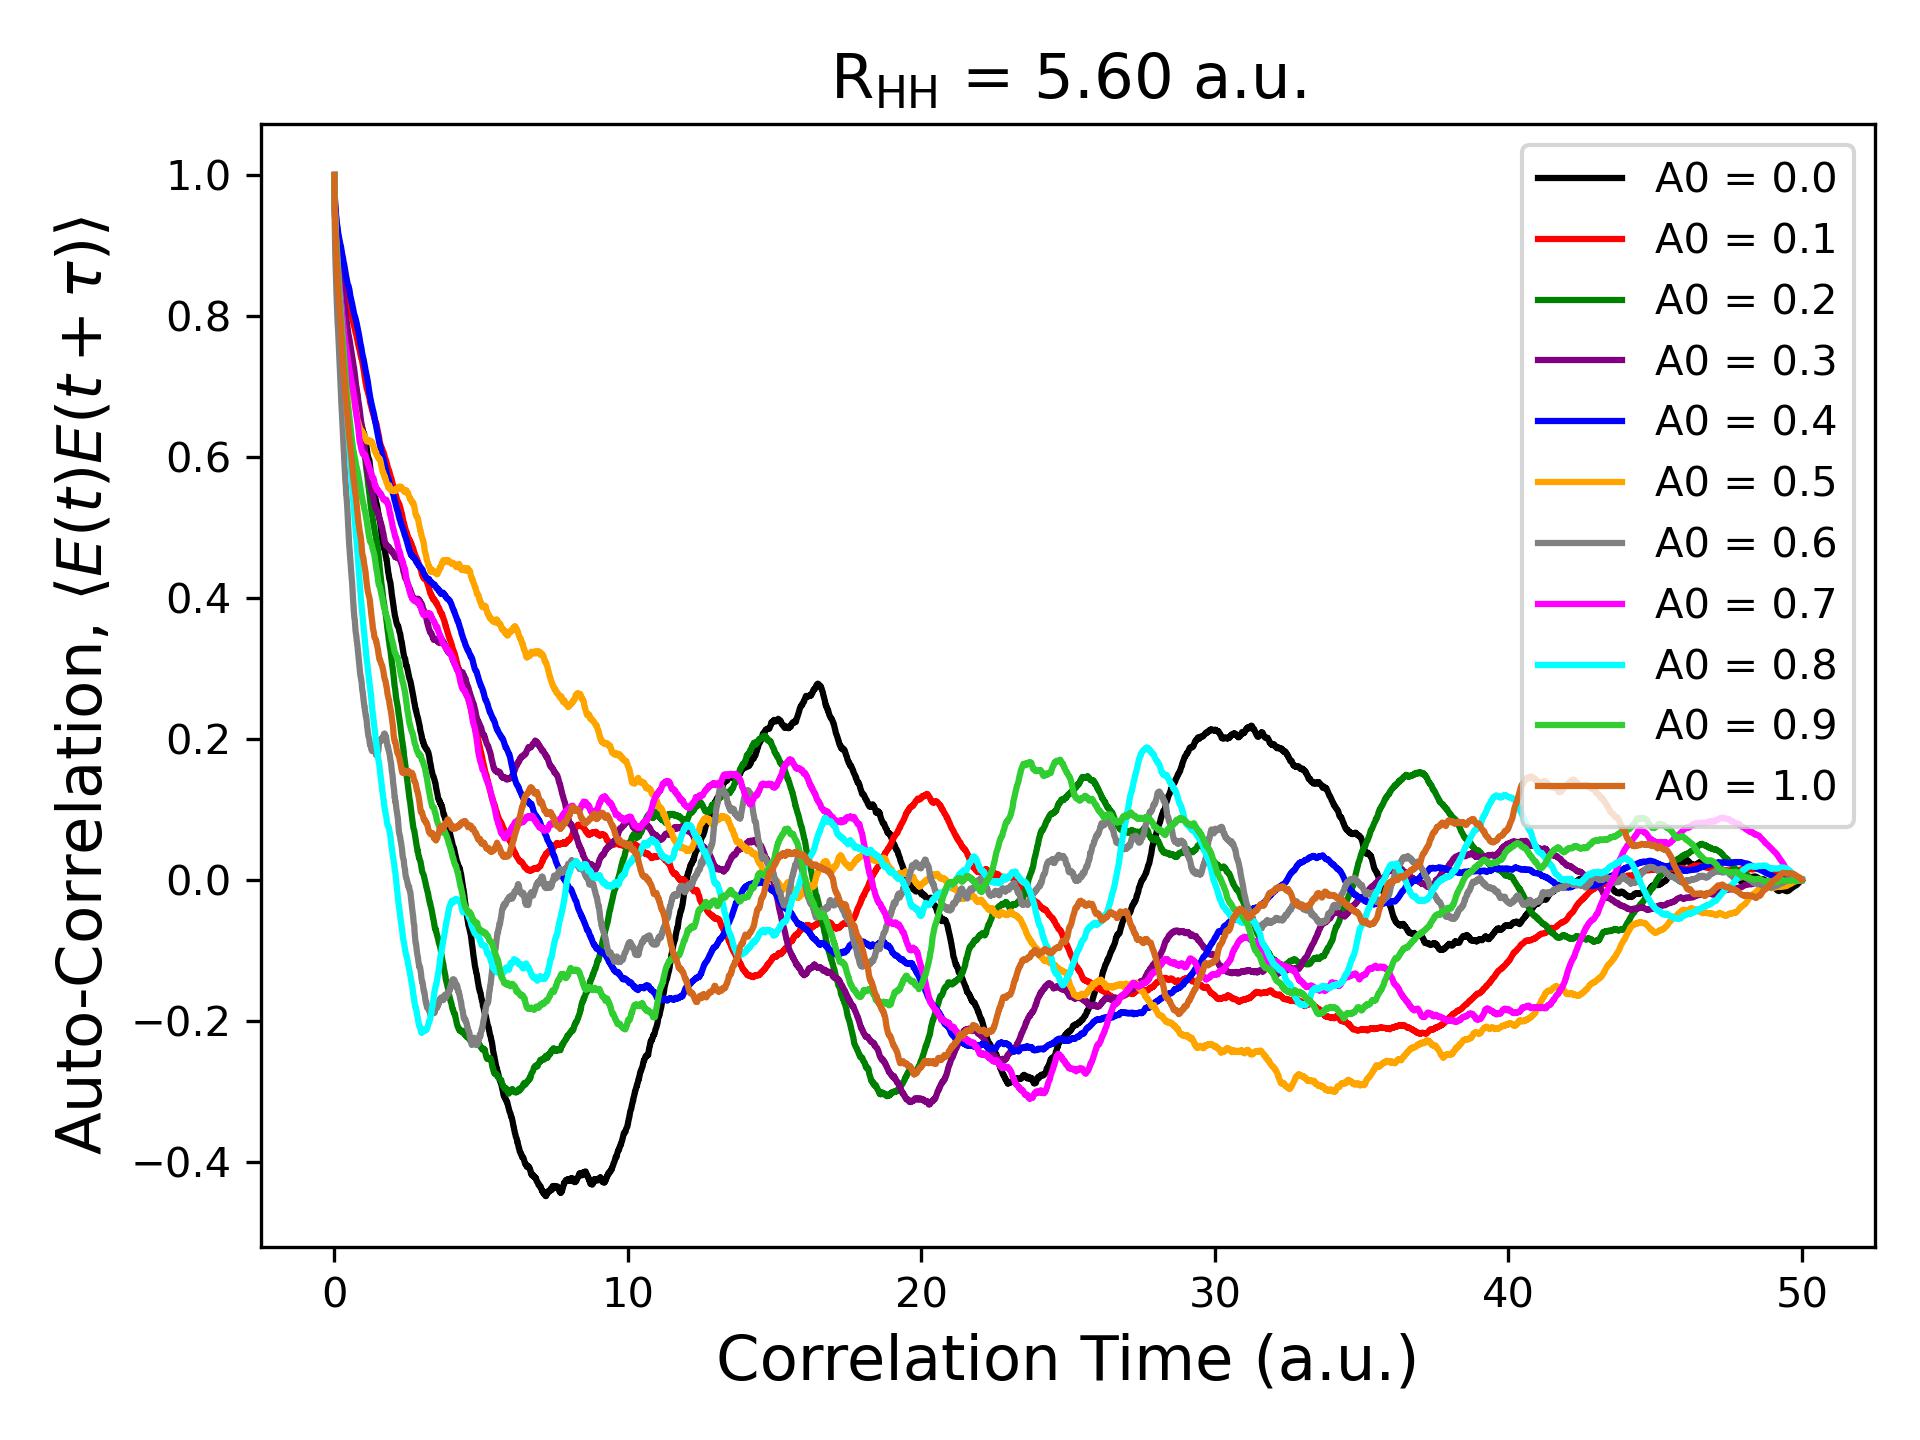 R_HH = 5.60 a.u.
Auto-Correlation, ⟨E(t)E(t + τ)⟩
1.0
0.8
0.6
0.4
0.2
0.0
−0.2
−0.4
A0 = 0.0
A0 = 0.1
A0 = 0.2
A0 = 0.3
A0 = 0.4
A0 = 0.5
A0 = 0.6
A0 = 0.7
A0 = 0.8
A0 = 0.9
A0 = 1.0
0 10 20 30 40 50
Correlation Time (a.u.)